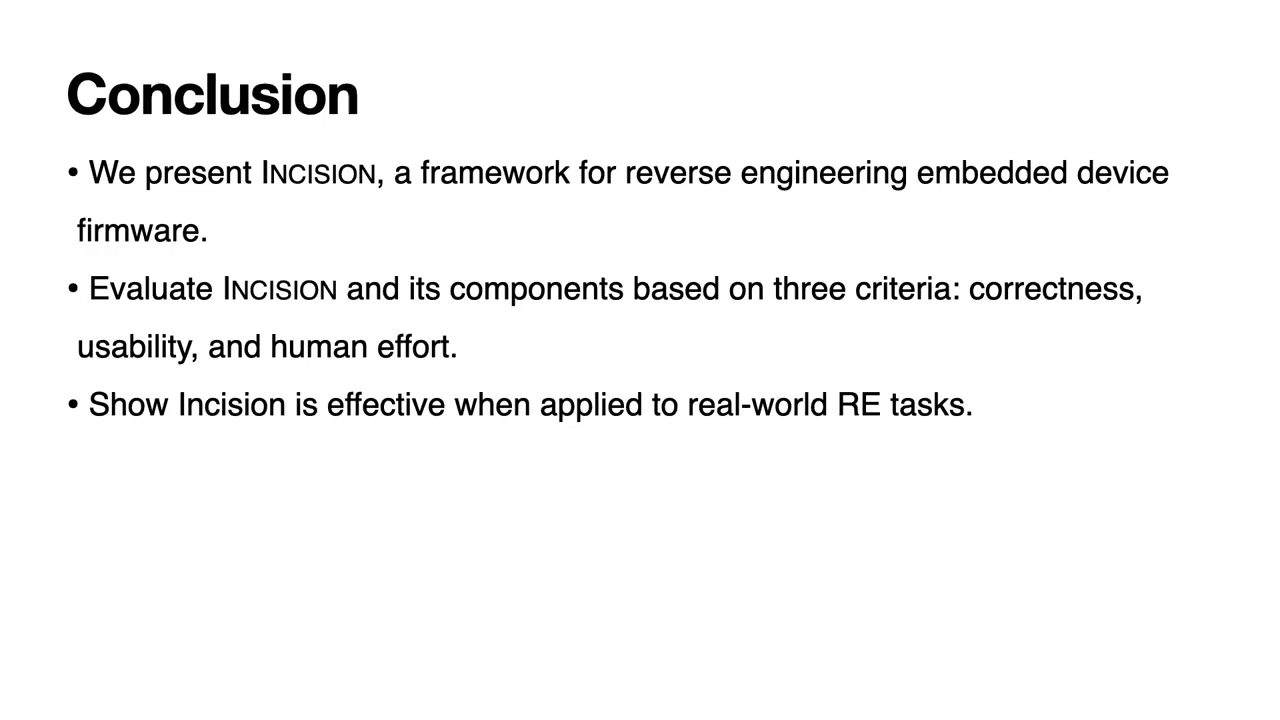 Conclusion
• We present INCISION, a framework for reverse engineering embedded device
firmware.
• Evaluate INCISION and its components based on three criteria: correctness,
usability, and human effort.
• Show Incision is effective when applied to real-world RE tasks.